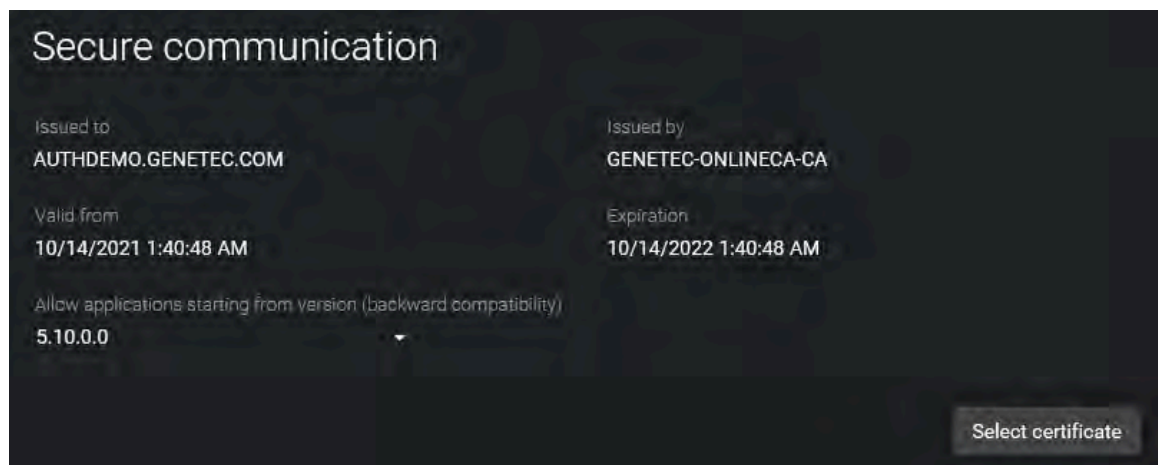 Secure communication
Issued to
Issued by
AUTHDEMO.GENETEC.COM
GENETEC-ONLINECA-CA
Valid from
Expiration
10/14/2021 1:40:48 AM
10/14/2022 1:40:48 AM
Allow applications starting from version (backward compatibility)
5.10.0.0
Select certificate